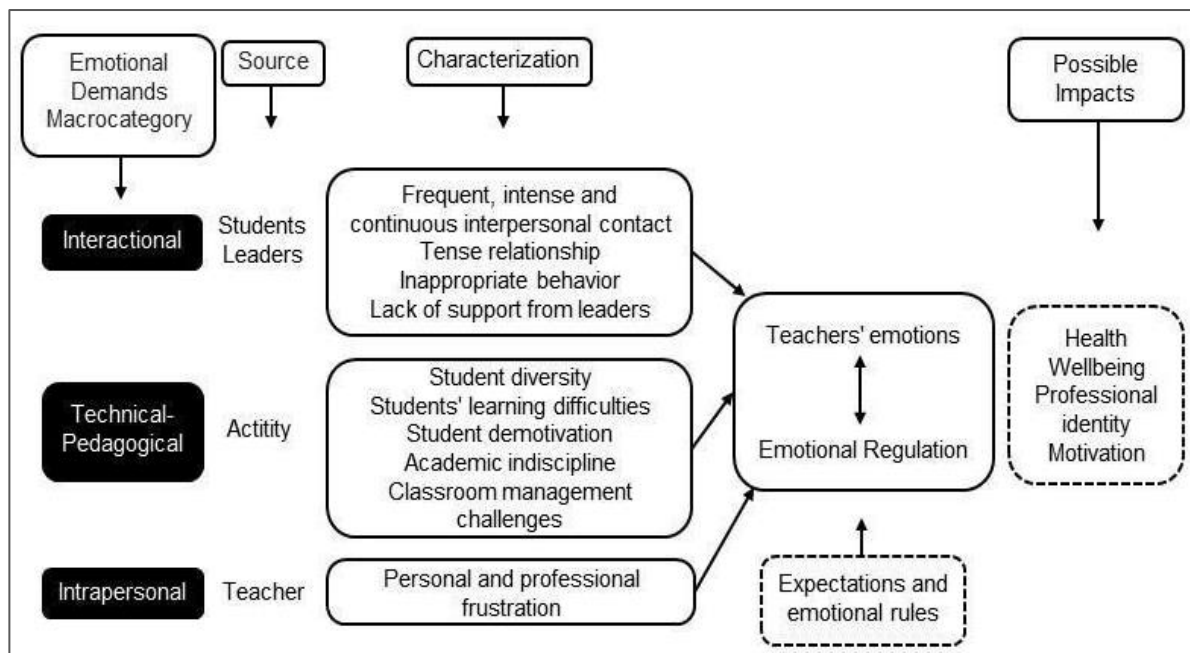 Emotional
Demands
Macrocategory
Source
Characterization
Possible
Impacts
Interactional
Students
Leaders
Frequent, intense and
continuous interpersonal contact
Tense relationship
Inappropriate behavior
Lack of support from leaders
Technical-
Pedagogical
Actitity
Student diversity
Students' learning difficulties
Student demotivation
Academic indiscipline
Classroom management
challenges
Intrapersonal
Teacher
Personal and professional
frustration
Teachers' emotions
Emotional Regulation
Expectations and
emotional rules
Health
Wellbeing
Professional
identity
Motivation